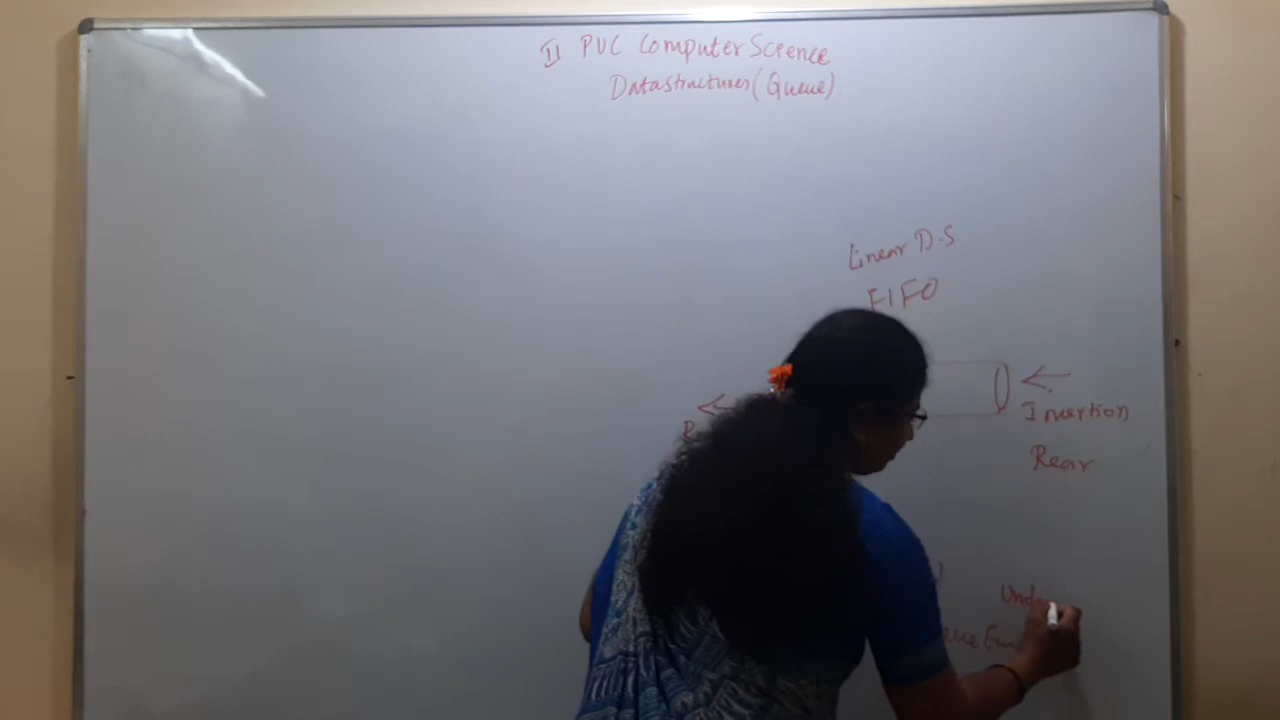 II PUC Computer Science
Datastructures (Queue)
Linear D.S
FIFO
Insertion
Rear